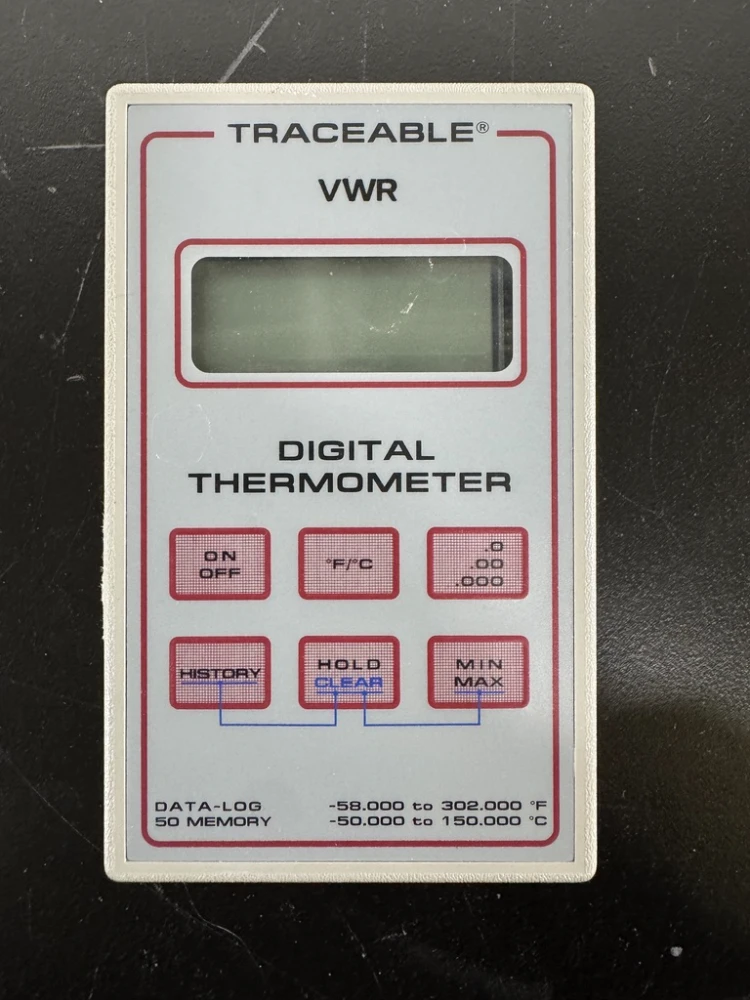 TRACEABLE®
VWR
DIGITAL
THERMOMETER
ON
OFF
°F/°C
.0
.00
.000
HISTORY
HOLD
CLEAR
MIN
MAX
DATA-LOG -58.000 to 302.000 °F
50 MEMORY -50.000 to 150.000 °C